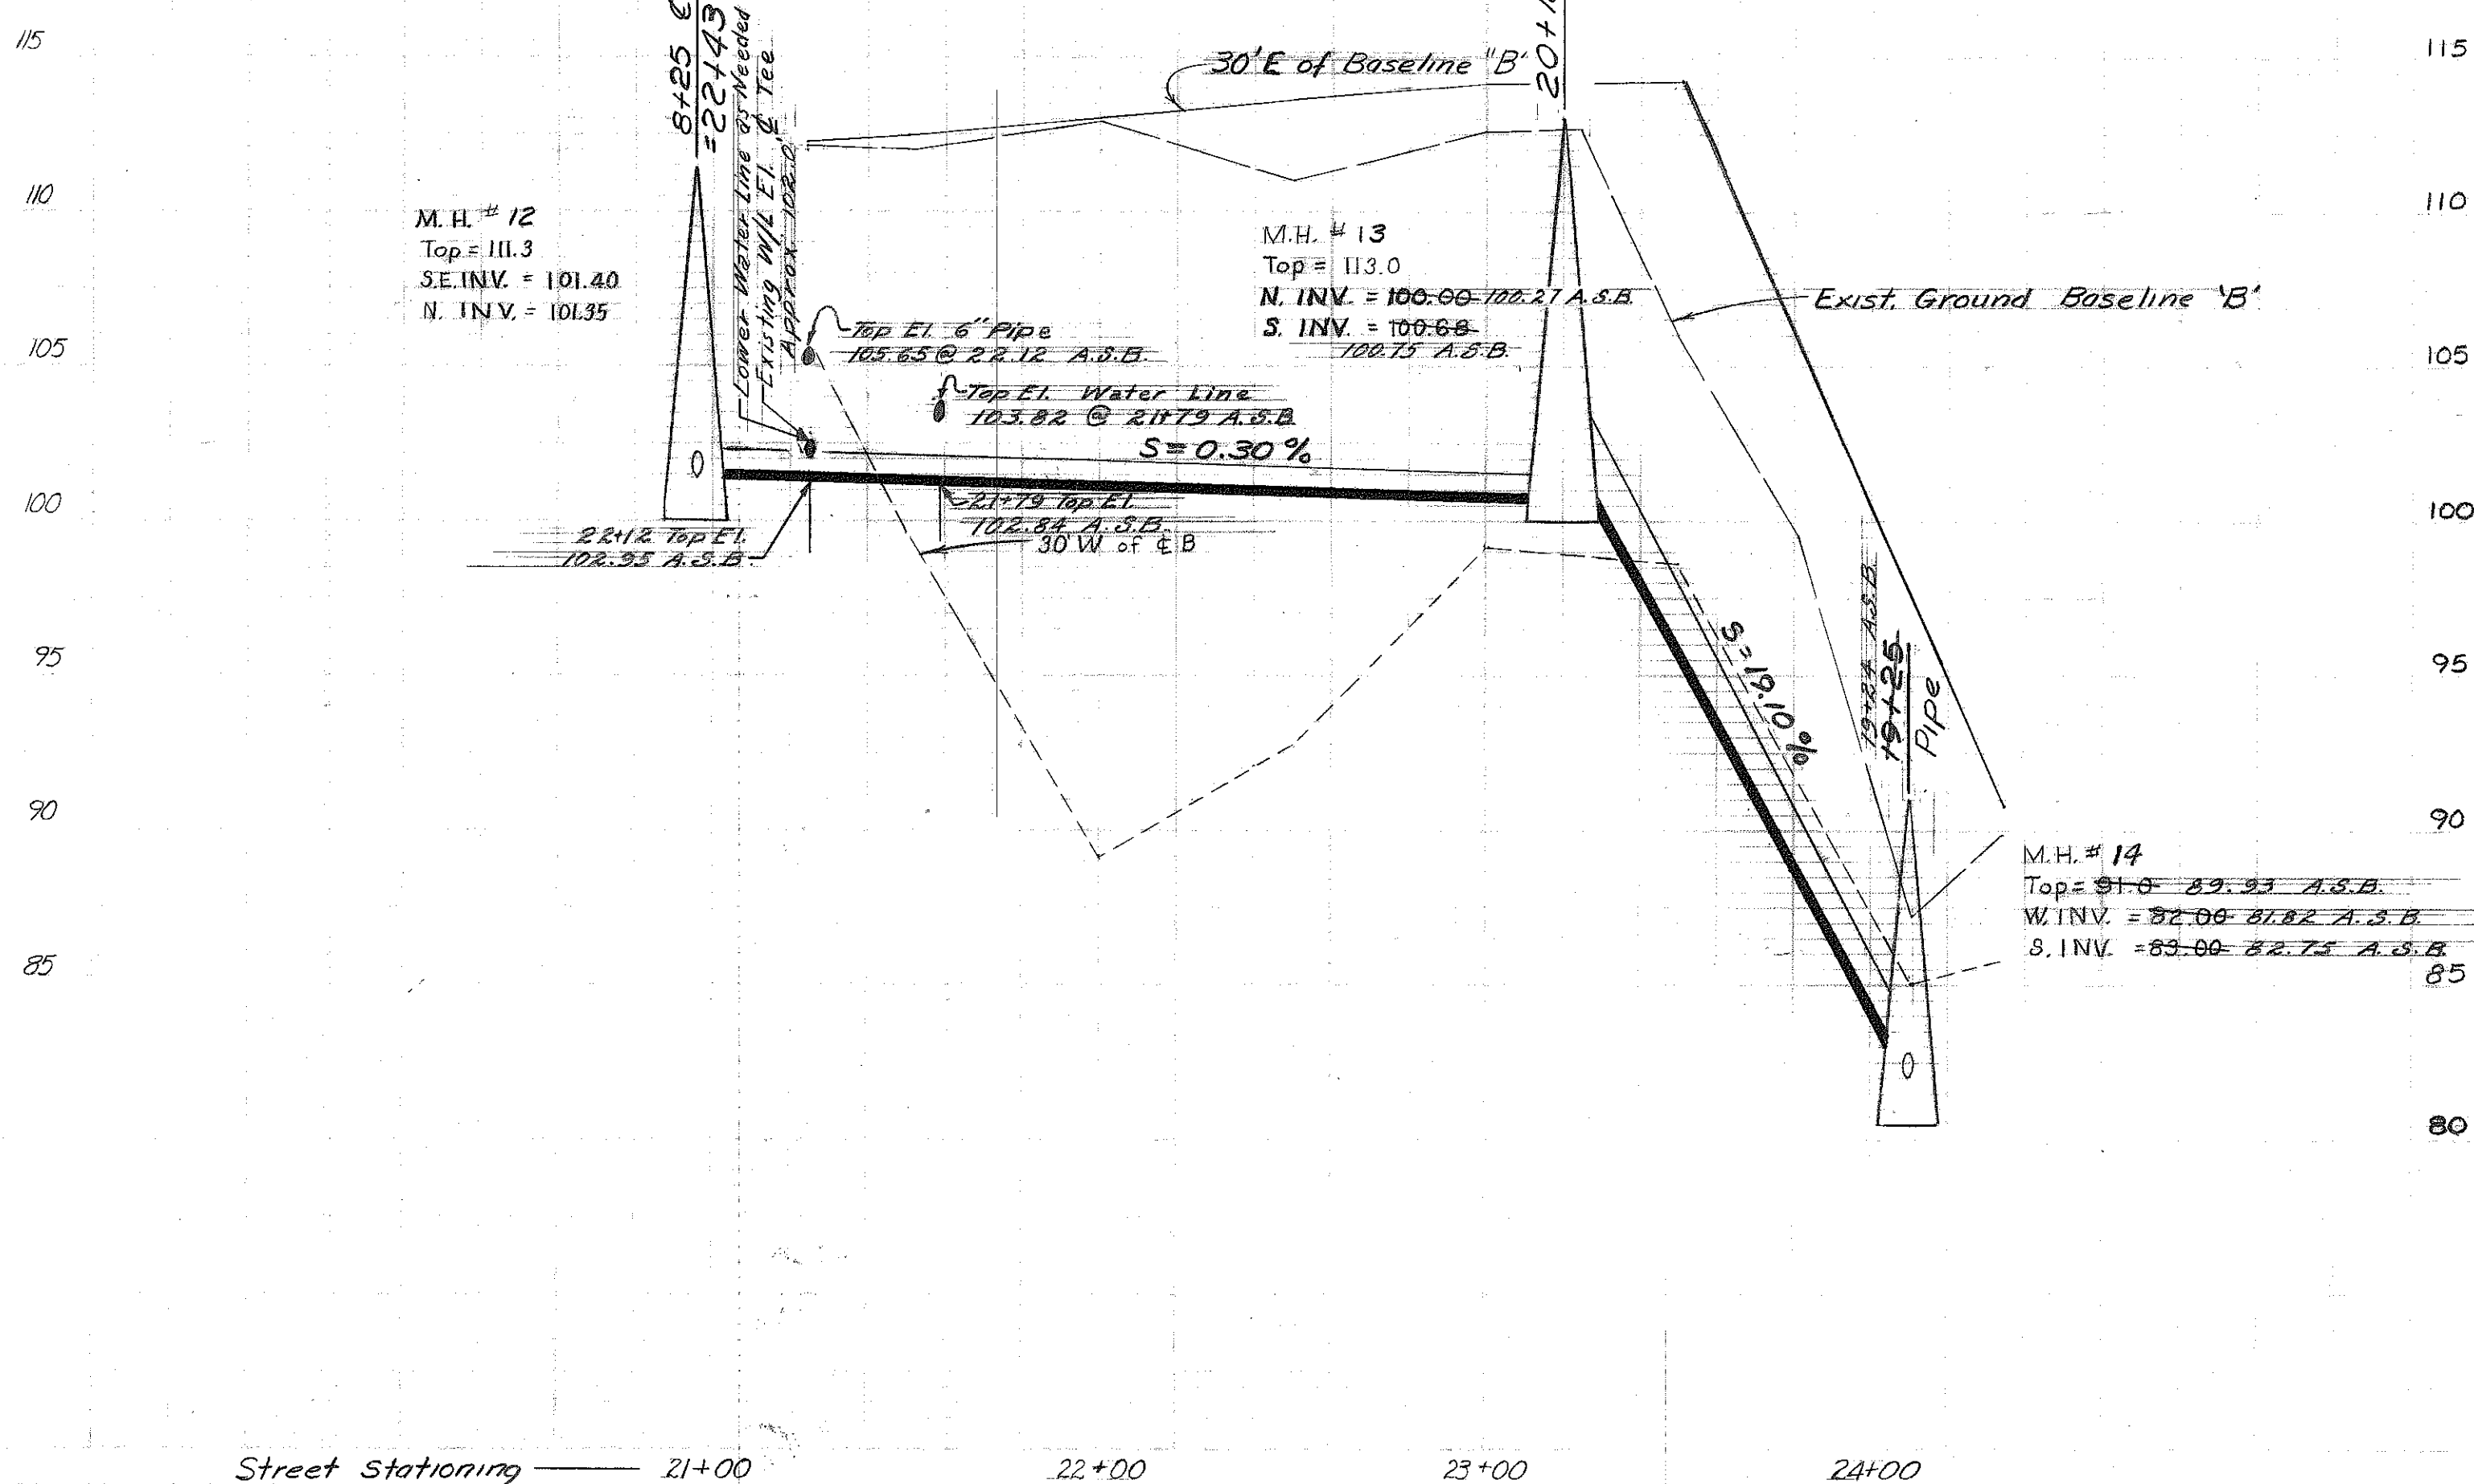 115
115
8+25 ℄
=22+43
Lower Water Line as Needed
Existing W/L El. ℄ Tee
Approx. 102.0'
20+1
30'E of Baseline "B"
110
110
M.H. # 12
Top = 111.3
S.E. INV. = 101.40
N. INV. = 101.35
M.H. # 13
Top = 113.0
N. INV. = 100.00 100.27 A.S.B.
S. INV. = 100.68
100.75 A.S.B.
Exist. Ground Baseline 'B'
105
105
Top El. 6" Pipe
105.65 @ 22.12 A.S.B.
Top El. Water Line
103.82 @ 21+79 A.S.B
S= 0.30 %
100
100
21+79 Top El.
102.84 A.S.B.
22+12 Top El.
102.95 A.S.B.
30' W of ℄ B
95
95
S = 19.10 %
19+24 A.S.B.
19+25
Pipe
90
90
M.H. # 14
Top= 91.0 89.93 A.S.B.
W. INV. = 82.00 81.82 A.S.B.
S. INV. = 83.00 82.75 A.S.B.
85
85
80
Street Stationing 21+00 22+00 23+00 24+00